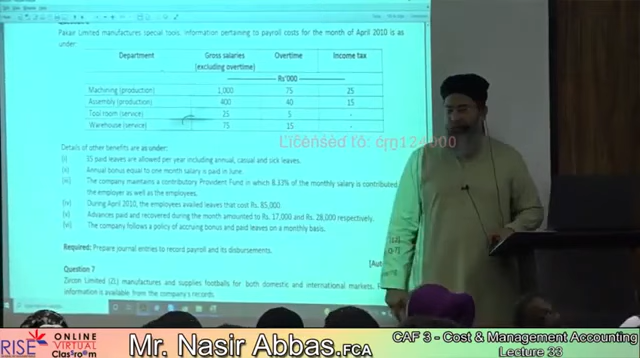 Pakair Limited manufactures special tools. Information pertaining to payroll costs for the month of April 2010 is as
under:
Department Gross salaries (excluding overtime) Overtime Income tax
Rs'000
Machining (production) 1,000 75 25
Assembly (production) 400 40 15
Tool room (service) 25 5 -
Warehouse (service) 75 15 -
Licensed to:
Details of other benefits are as under:
(i) 35 paid leaves are allowed per year including annual, casual and sick leaves.
(ii) Annual bonus equal to one month salary is paid in June.
(iii) The company maintains a contributory Provident Fund in which 8.33% of the monthly salary is contributed
the employer as well as the employees.
(iv) During April 2010, the employees availed leaves that cost Rs. 85,000.
(v) Advances paid and recovered during the month amounted to Rs. 17,000 and Rs. 28,000 respectively.
(vi) The company follows a policy of accruing bonus and paid leaves on a monthly basis.
Required: Prepare journal entries to record payroll and its disbursements.
Question 7
Zircon Limited (ZL) manufactures and supplies footballs for both domestic and international markets.
information is available from the company's records.
RISE ONLINE VIRTUAL Classroom
Mr. Nasir Abbas.FCA
CAF 3 - Cost & Management Accounting
Lecture 33